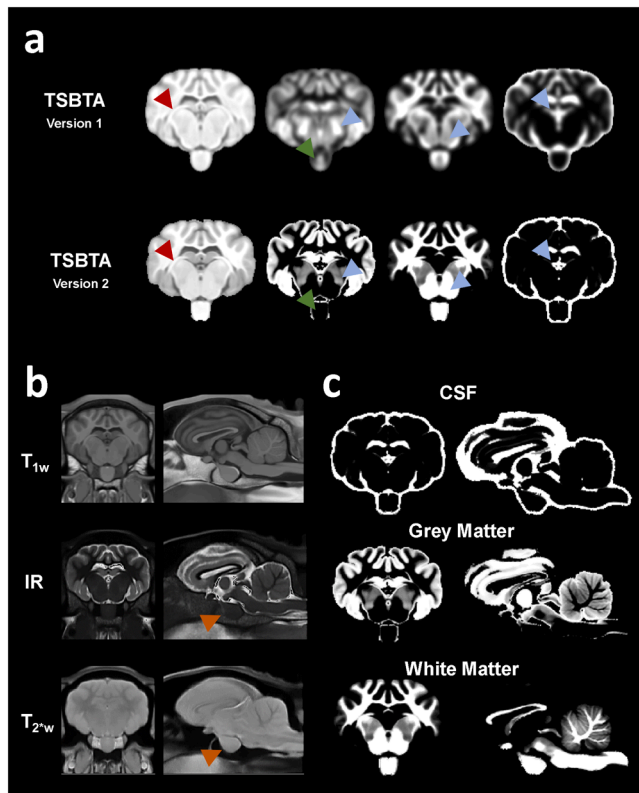 a
TSBTA
Version 1
TSBTA
Version 2
b
c
CSF
T1w
Grey Matter
IR
White Matter
T2*w